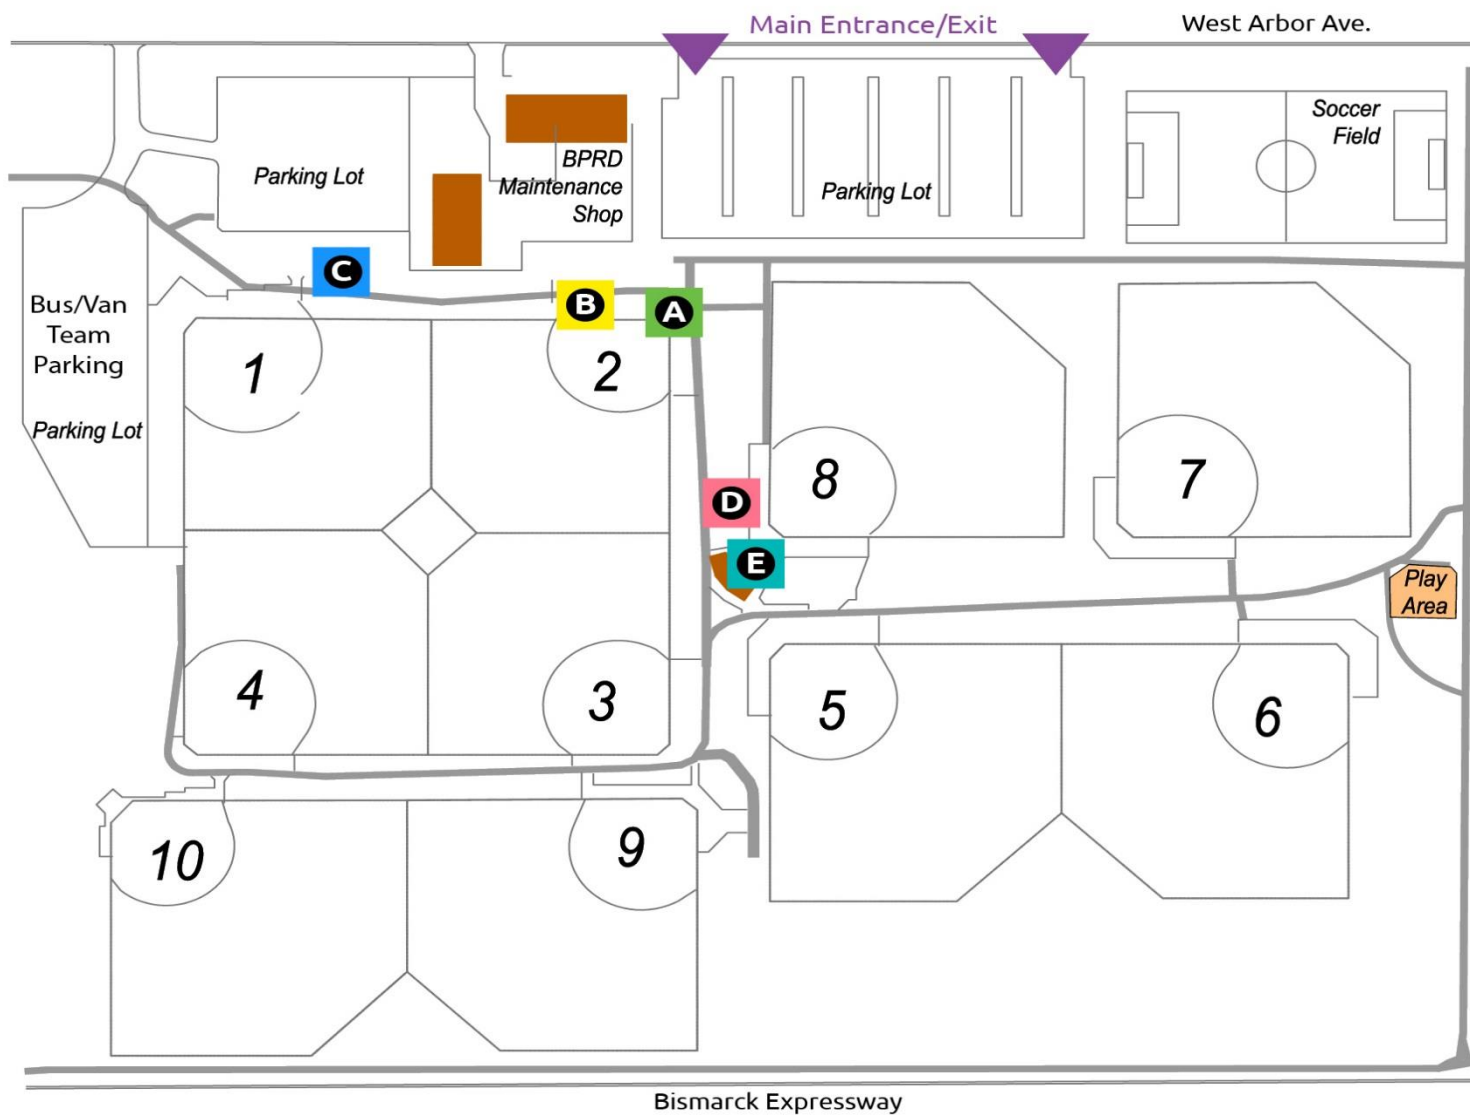 Main Entrance/Exit
West Arbor Ave.
Soccer
Field
BPRD
Maintenance
Shop
Parking Lot
Parking Lot
C
B
A
Bus/Van
Team
Parking
Parking Lot
1
2
8
7
D
E
Play
Area
4
3
5
6
10
9
Bismarck Expressway